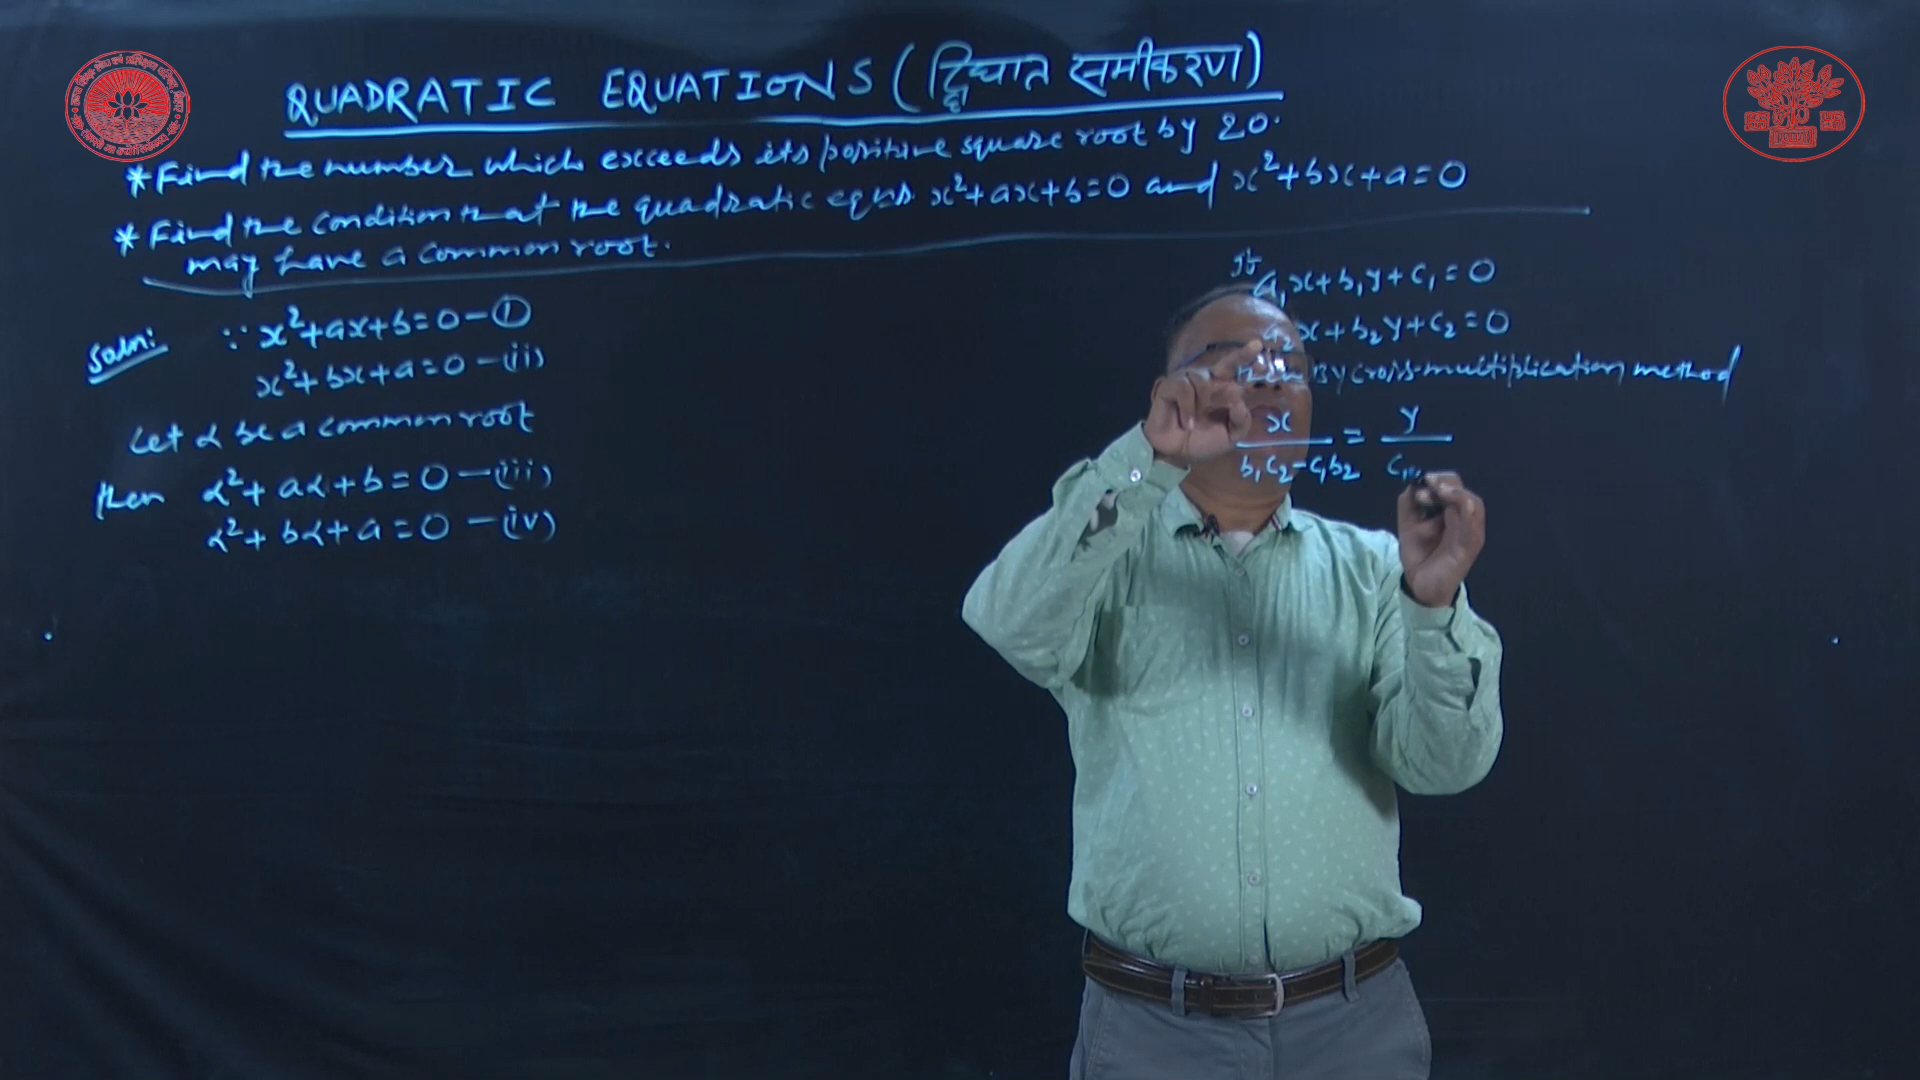 QUADRATIC EQUATIONS (द्विघात समीकरण)
* Find the number which exceeds its positive square root by 20.
* Find the condition that the quadratic eqns x²+ax+b=0 and x²+bx+a=0
may have a common root.
Soln: ∵ x²+ax+b=0 - (i)
x²+bx+a=0 - (ii)
Let α be a common root
then α²+aα+b=0 - (iii)
α²+bα+a=0 - (iv)
If
a₁x+b₁y+c₁=0
a₂x+b₂y+c₂=0
then By cross-multiplication method
x/(b₁c₂-c₁b₂) = y/(c₁